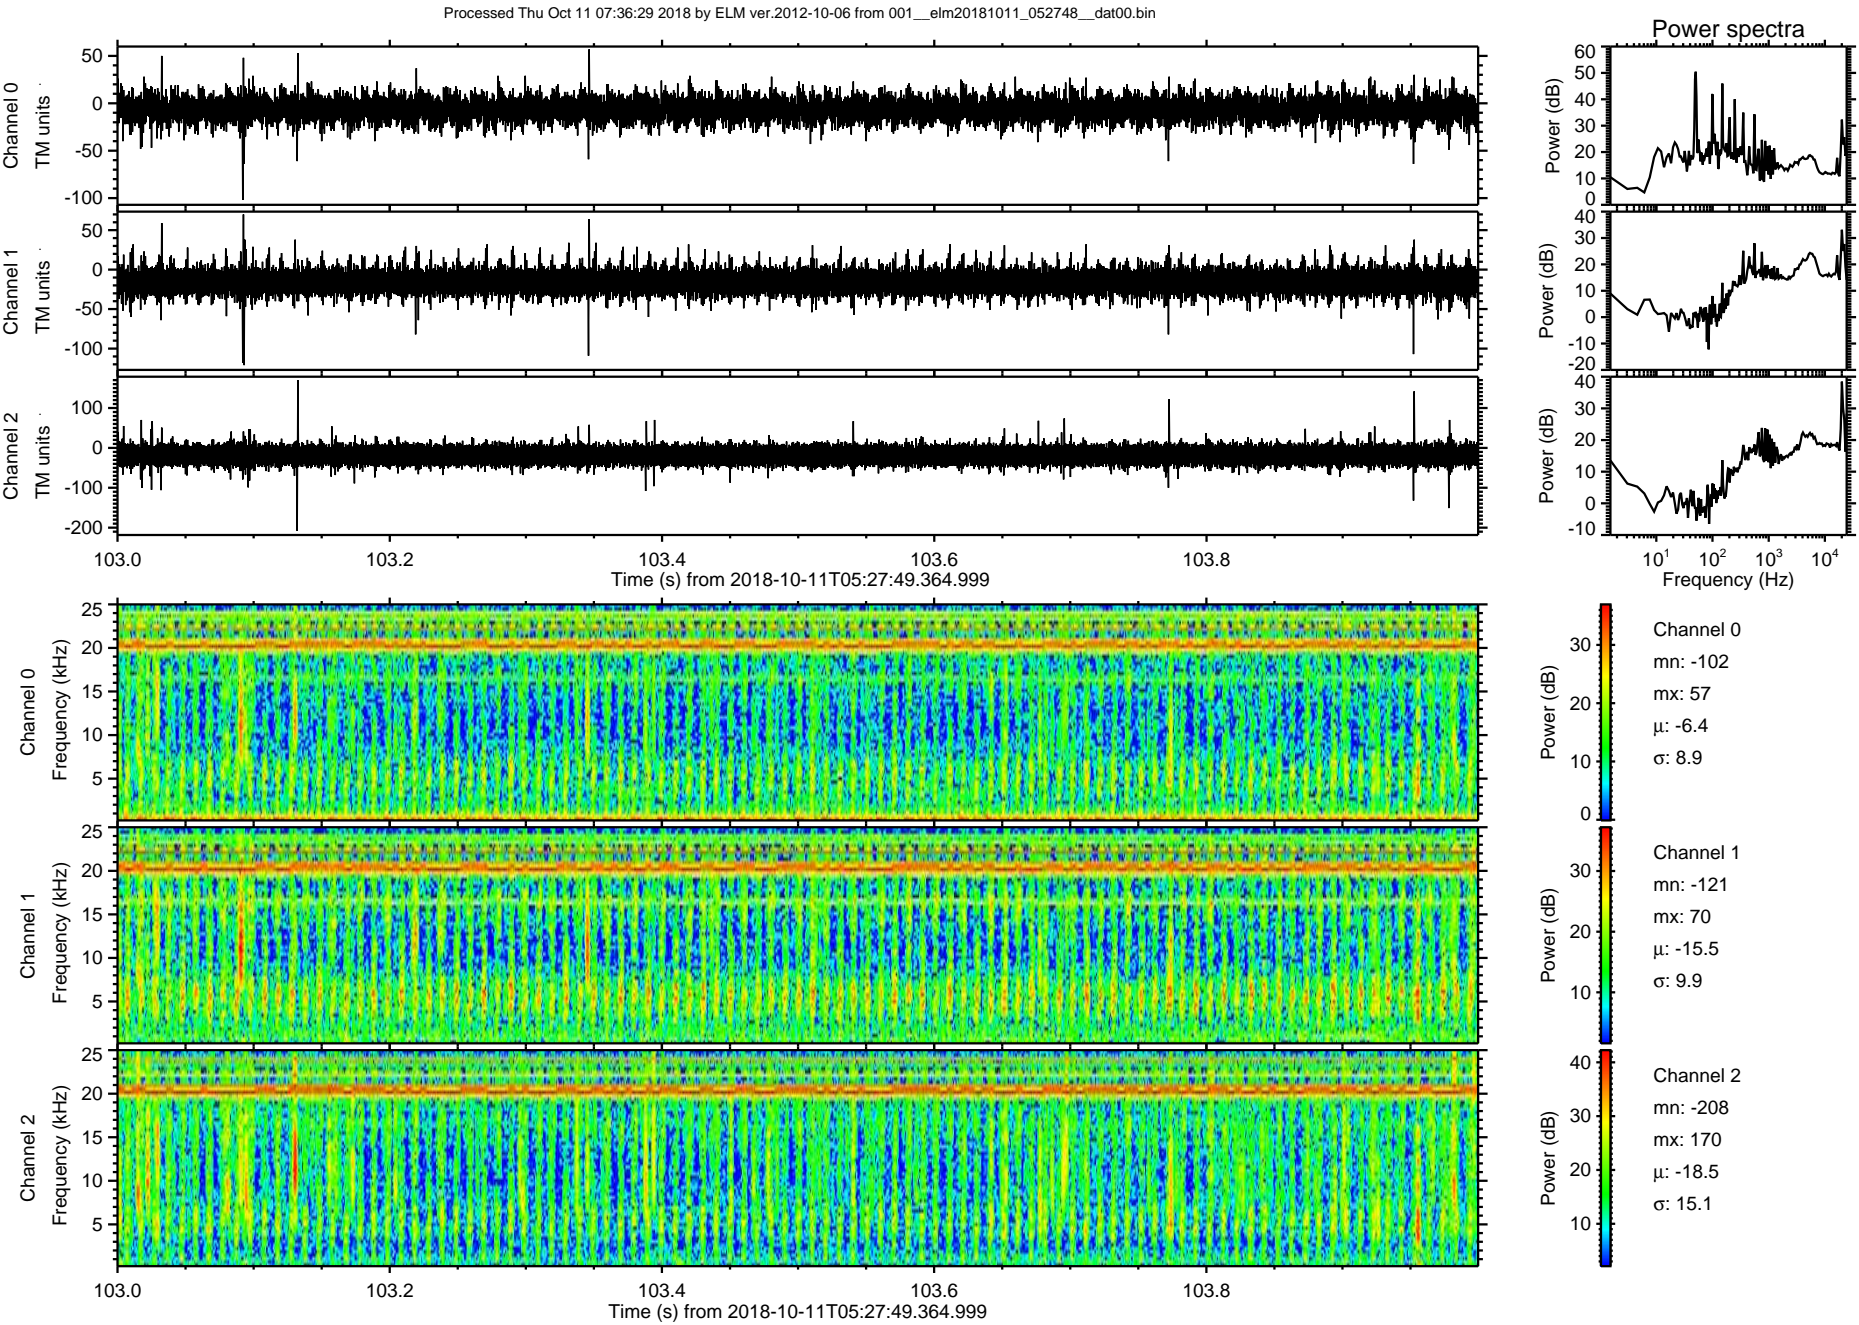 Processed Thu Oct 11 07:36:29 2018 by ELM ver.2012-10-06 from 001__elm20181011_052748__dat00.bin
Power spectra
Channel 0
TM units
50
0
-50
-100
Power (dB)
60
50
40
30
20
10
0
Channel 1
TM units
50
0
-50
-100
Power (dB)
40
30
20
10
0
-10
-20
Channel 2
TM units
100
0
-100
-200
Power (dB)
40
30
20
10
0
-10
103.0 103.2 103.4 103.6 103.8
Time (s) from 2018-10-11T05:27:49.364.999
10¹ 10² 10³ 10⁴
Frequency (Hz)
Channel 0
Frequency (kHz)
25
20
15
10
5
Power (dB)
30
20
10
0
Channel 0
mn: -102
mx: 57
μ: -6.4
σ: 8.9
Channel 1
Frequency (kHz)
25
20
15
10
5
Power (dB)
30
20
10
Channel 1
mn: -121
mx: 70
μ: -15.5
σ: 9.9
Channel 2
Frequency (kHz)
25
20
15
10
5
Power (dB)
40
30
20
10
Channel 2
mn: -208
mx: 170
μ: -18.5
σ: 15.1
103.0 103.2 103.4 103.6 103.8
Time (s) from 2018-10-11T05:27:49.364.999